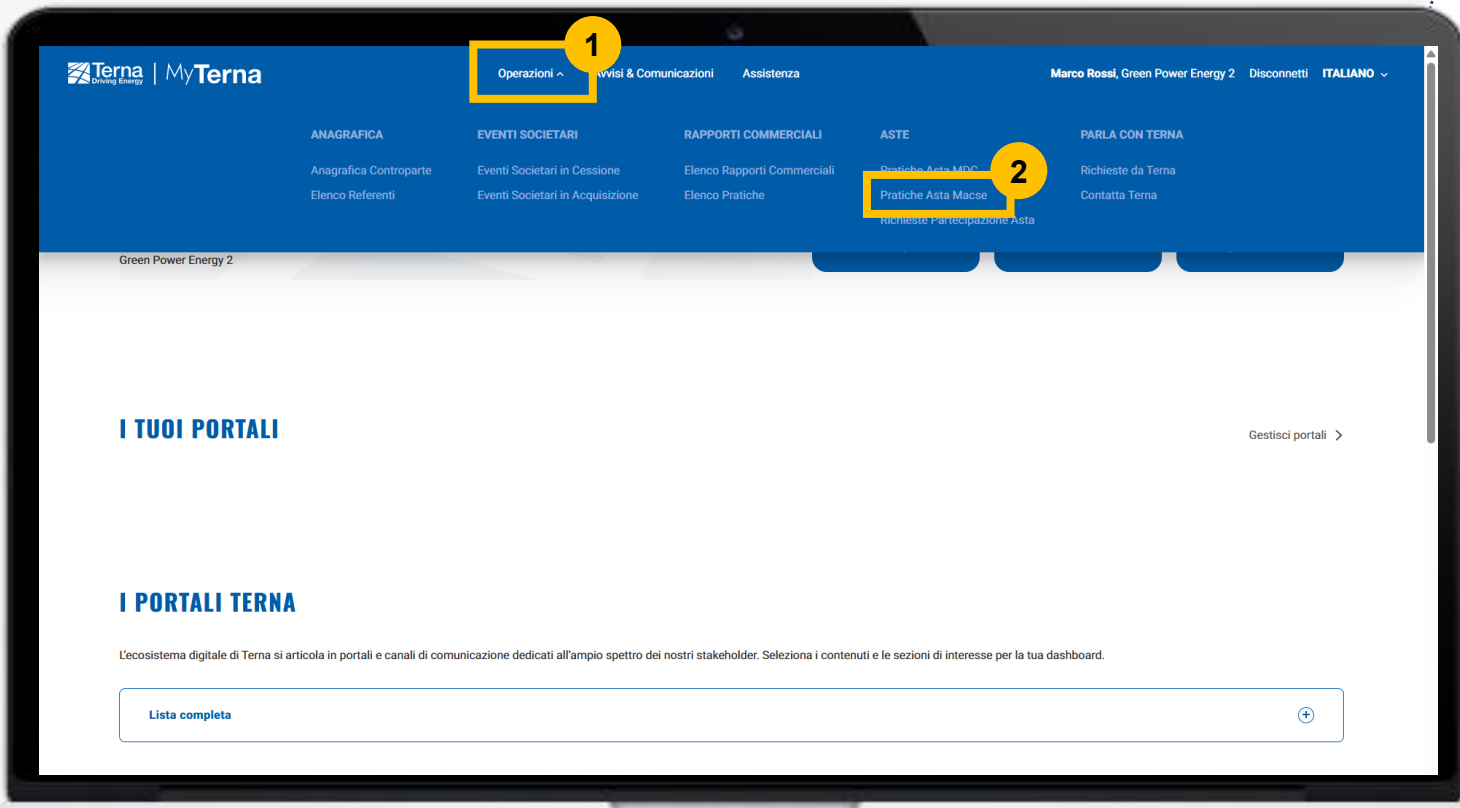 1
Terna
Driving Energy
MyTerna
Operazioni
Avvisi & Comunicazioni
Assistenza
Marco Rossi, Green Power Energy 2
Disconnetti
ITALIANO
ANAGRAFICA
Anagrafica Controparte
Elenco Referenti
EVENTI SOCIETARI
Eventi Societari in Cessione
Eventi Societari in Acquisizione
RAPPORTI COMMERCIALI
Elenco Rapporti Commerciali
Elenco Pratiche
ASTE
Pratiche Asta MDC
2
Pratiche Asta Macse
Richieste Partecipazione Asta
PARLA CON TERNA
Richieste da Terna
Contatta Terna
Green Power Energy 2
I TUOI PORTALI
Gestisci portali
I PORTALI TERNA
L'ecosistema digitale di Terna si articola in portali e canali di comunicazione dedicati all'ampio spettro dei nostri stakeholder. Seleziona i contenuti e le sezioni di interesse per la tua dashboard.
Lista completa